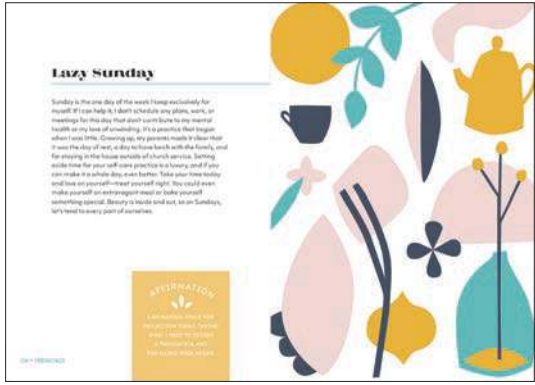 Lazy Sunday
Sunday is the one day of the week I keep exclusively for
myself. If I can help it, I don't schedule any plans, work, or
meetings for this day that don't contribute to my mental
health or my love of unwinding. It's a practice that began
when I was little. Growing up, my parents made it clear that
it was the day of rest, a day to have lunch with the family, and
for staying in the house outside of church service. Setting
aside time for your self-care practice is a luxury, and if you
can make it a whole day, even better. Take your time today
and love on yourself—treat yourself right. You could even
make yourself an extravagant meal or bake yourself
something special. Beauty is inside and out, so on Sundays,
let's tend to every part of ourselves.
AFFIRMATION